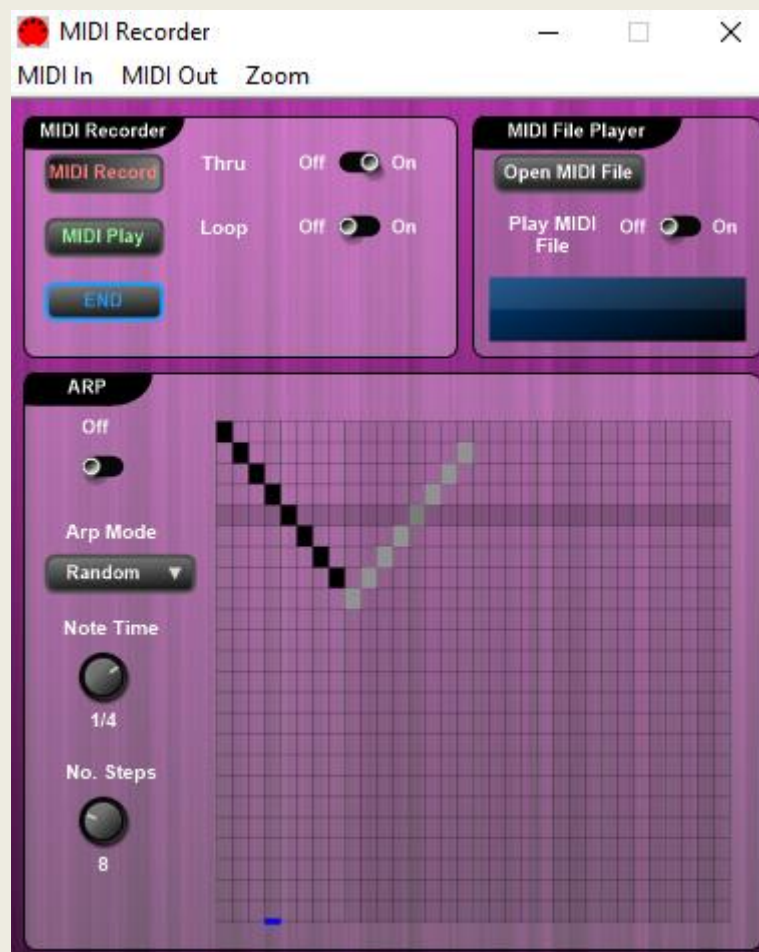 MIDI Recorder
MIDI In MIDI Out Zoom
MIDI Recorder
MIDI Record
Thru Off On
MIDI Play
Loop Off On
END
MIDI File Player
Open MIDI File
Play MIDI Off On
File
ARP
Off
Arp Mode
Random
Note Time
1/4
No. Steps
8